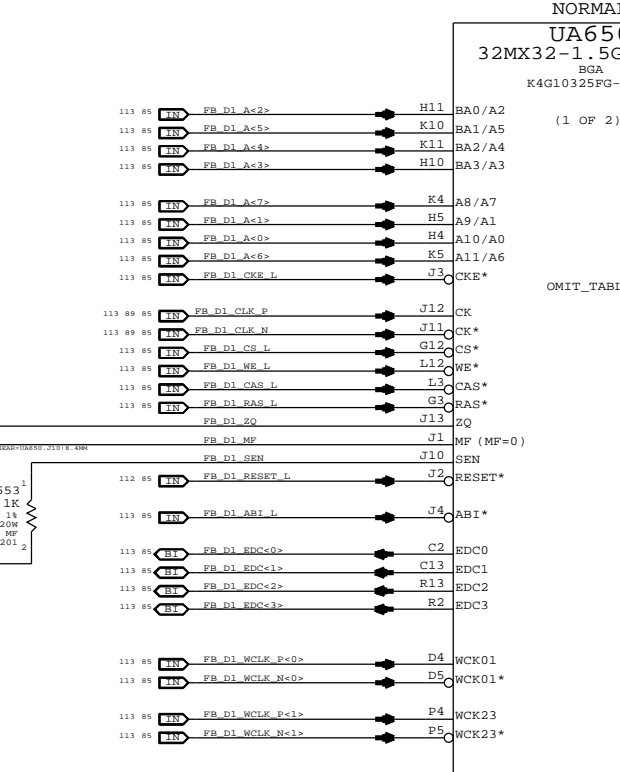 NORMAL
UA650
32MX32-1.5G
BGA
K4G10325FG-
(1 OF 2)
OMIT_TABL
113 85 IN FB_D1_A<2> H11 BA0/A2
113 85 IN FB_D1_A<5> K10 BA1/A5
113 85 IN FB_D1_A<4> K11 BA2/A4
113 85 IN FB_D1_A<3> H10 BA3/A3
113 85 IN FB_D1_A<7> K4 A8/A7
113 85 IN FB_D1_A<1> H5 A9/A1
113 85 IN FB_D1_A<0> H4 A10/A0
113 85 IN FB_D1_A<6> K5 A11/A6
113 85 IN FB_D1_CKE_L J3 CKE*
113 89 85 IN FB_D1_CLK_P J12 CK
113 89 85 IN FB_D1_CLK_N J11 CK*
113 85 IN FB_D1_CS_L G12 CS*
113 85 IN FB_D1_WE_L L12 WE*
113 85 IN FB_D1_CAS_L L3 CAS*
113 85 IN FB_D1_RAS_L G3 RAS*
FB_D1_ZQ J13 ZQ
FB_D1_MF J1 MF (MF=0)
NEAR=UA650.J10:8.4MM
FB_D1_SEN J10 SEN
112 85 IN FB_D1_RESET_L J2 RESET*
553 1
1K
1%
20W
MF
201 2
113 85 IN FB_D1_ABI_L J4 ABI*
113 85 BI FB_D1_EDC<0> C2 EDC0
113 85 BI FB_D1_EDC<1> C13 EDC1
113 85 BI FB_D1_EDC<2> R13 EDC2
113 85 BI FB_D1_EDC<3> R2 EDC3
113 85 IN FB_D1_WCLK_P<0> D4 WCK01
113 85 IN FB_D1_WCLK_N<0> D5 WCK01*
113 85 IN FB_D1_WCLK_P<1> P4 WCK23
113 85 IN FB_D1_WCLK_N<1> P5 WCK23*